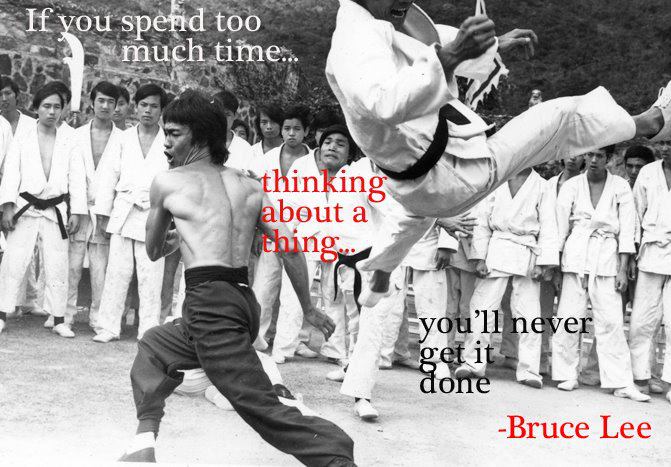 If you spend too
much time...
thinking
about a
thing...
you'll never
get it
done
-Bruce Lee